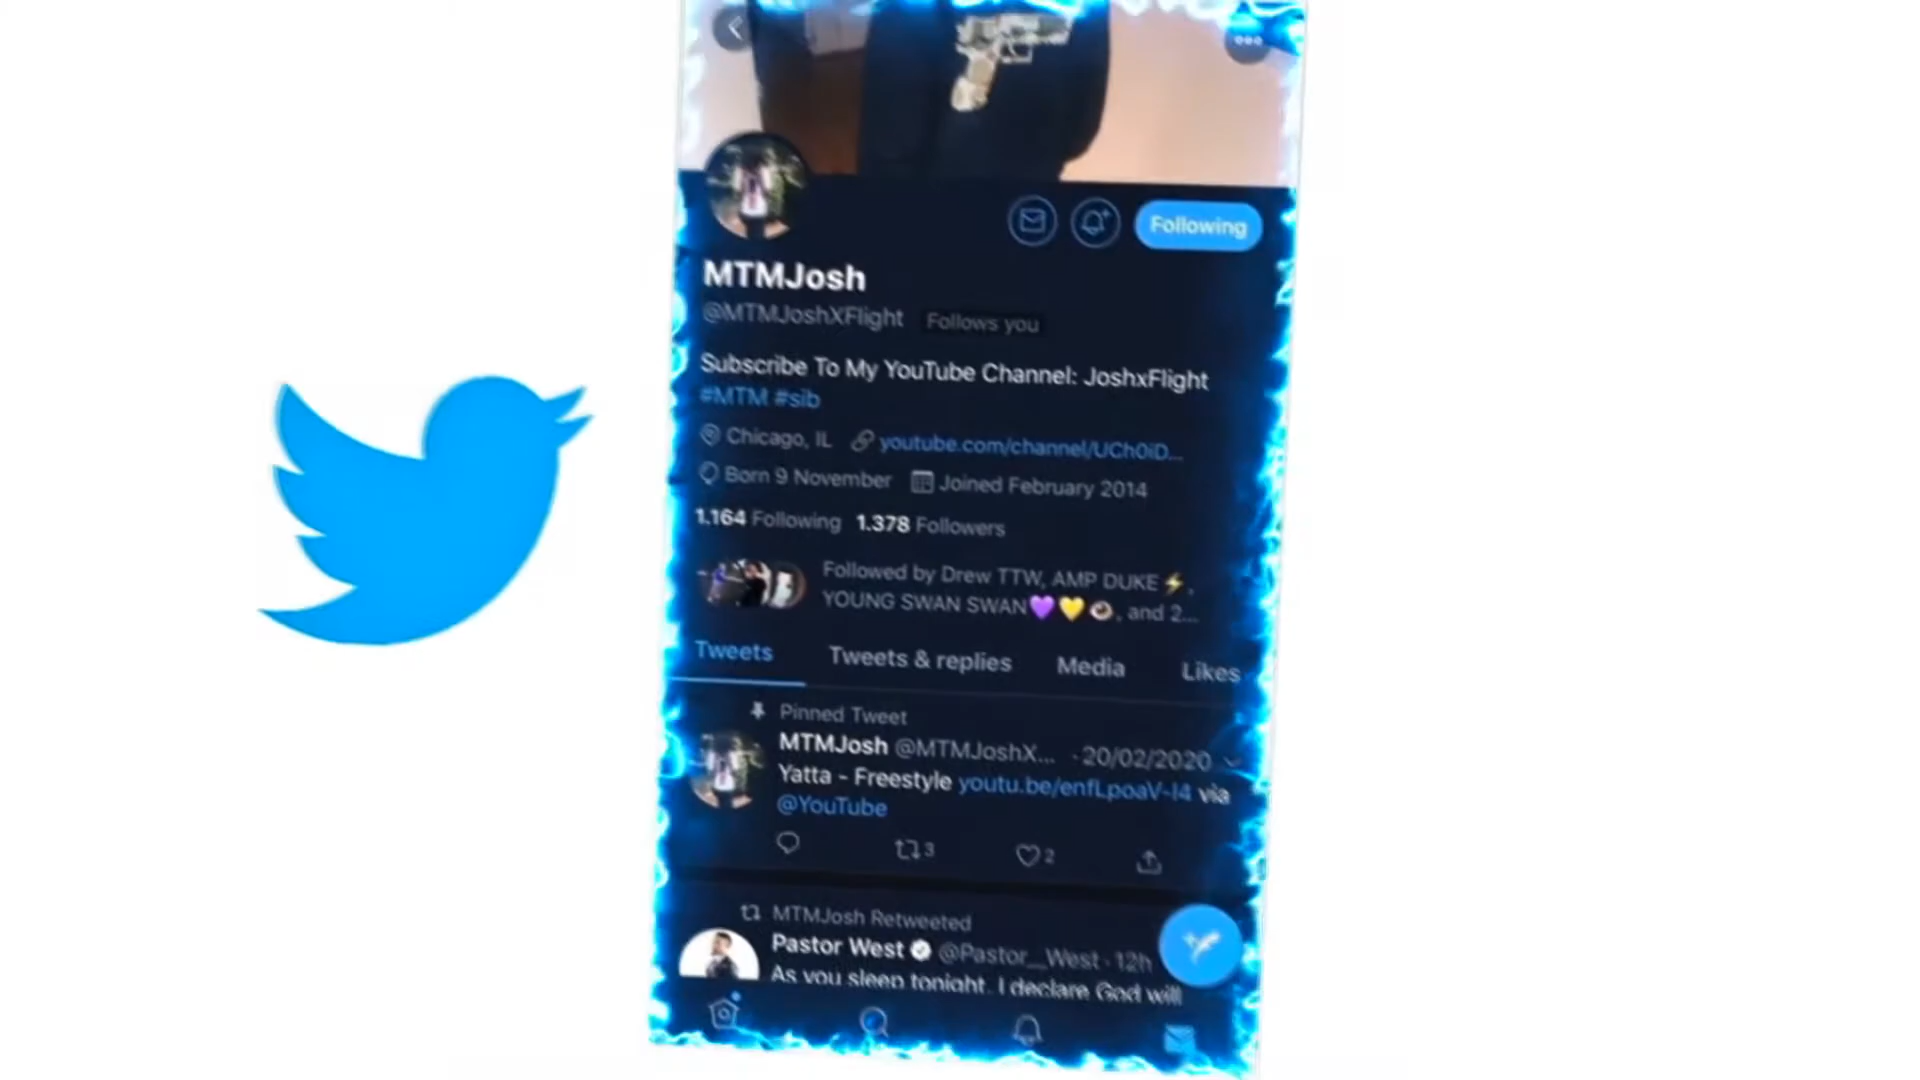 Following
MTMJosh
@MTMJoshXFlight Follows you
Subscribe To My YouTube Channel: JoshxFlight
#MTM #sib
Chicago, IL youtube.com/channel/UCh0iD...
Born 9 November Joined February 2014
1.164 Following 1.378 Followers
Followed by Drew TTW, AMP DUKE⚡,
YOUNG SWAN SWAN💜💛👁, and 2...
Tweets Tweets & replies Media Likes
Pinned Tweet
MTMJosh @MTMJoshX... · 20/02/2020
Yatta - Freestyle youtu.be/enfLpoaV-I4 via
@YouTube
3 2
MTMJosh Retweeted
Pastor West @Pastor__West · 12h
As you sleep tonight, I declare God will